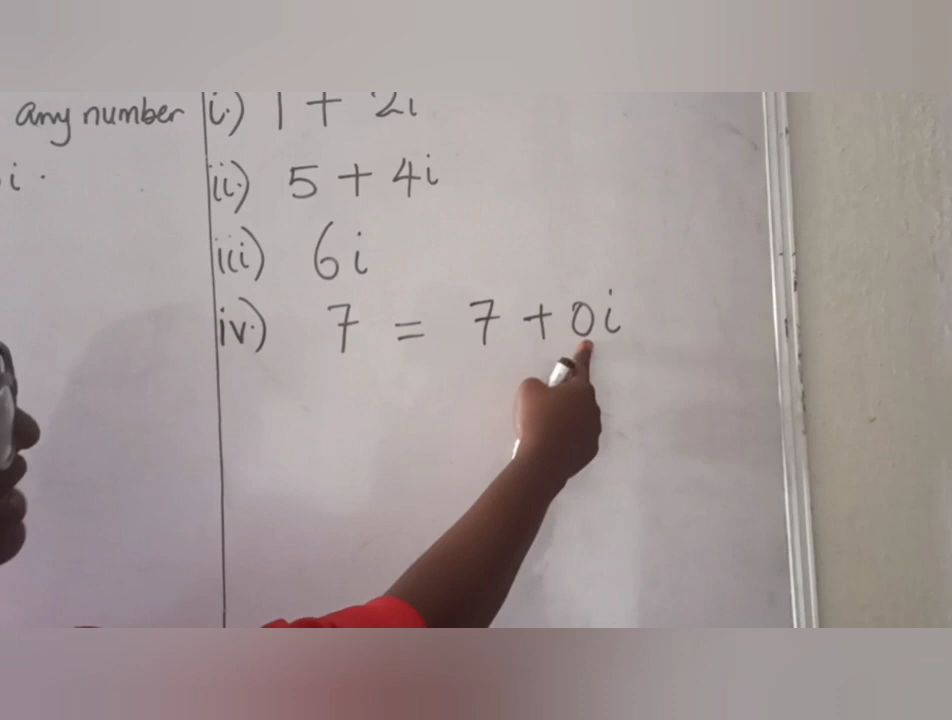 any number
i.
i.) 1 + 2i
ii.) 5 + 4i
iii) 6i
iv.) 7 = 7 + 0i